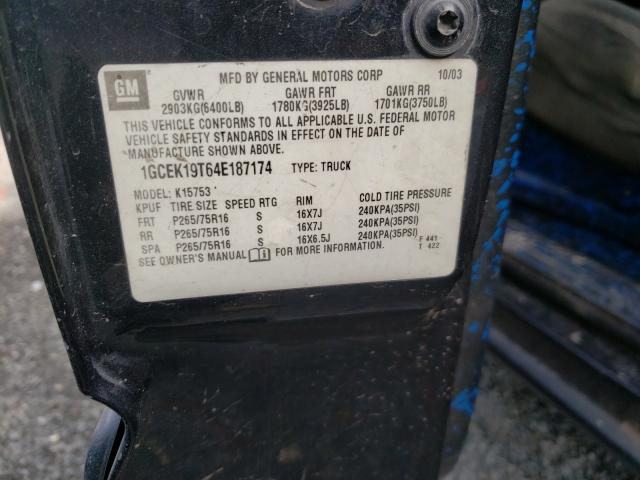 GM
MFD BY GENERAL MOTORS CORP 10/03
GVWR GAWR FRT GAWR RR
2903KG(6400LB) 1780KG(3925LB) 1701KG(3750LB)
THIS VEHICLE CONFORMS TO ALL APPLICABLE U.S. FEDERAL MOTOR
VEHICLE SAFETY STANDARDS IN EFFECT ON THE DATE OF
MANUFACTURE SHOWN ABOVE.
1GCEK19T64E187174 TYPE: TRUCK
MODEL: K15753
KPUF TIRE SIZE SPEED RTG RIM COLD TIRE PRESSURE
FRT P265/75R16 S 16X7J 240KPA(35PSI)
RR P265/75R16 S 16X7J 240KPA(35PSI)
SPA P265/75R16 S 16X6.5J 240KPA(35PSI)
SEE OWNER'S MANUAL FOR MORE INFORMATION.
F 441
T 422